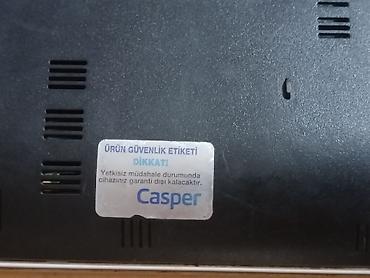 ÜRÜN GÜVENLİK ETİKETİ
DİKKAT!
Yetkisiz müdahale durumunda
cihazınız garanti dışı kalacaktır.
Casper